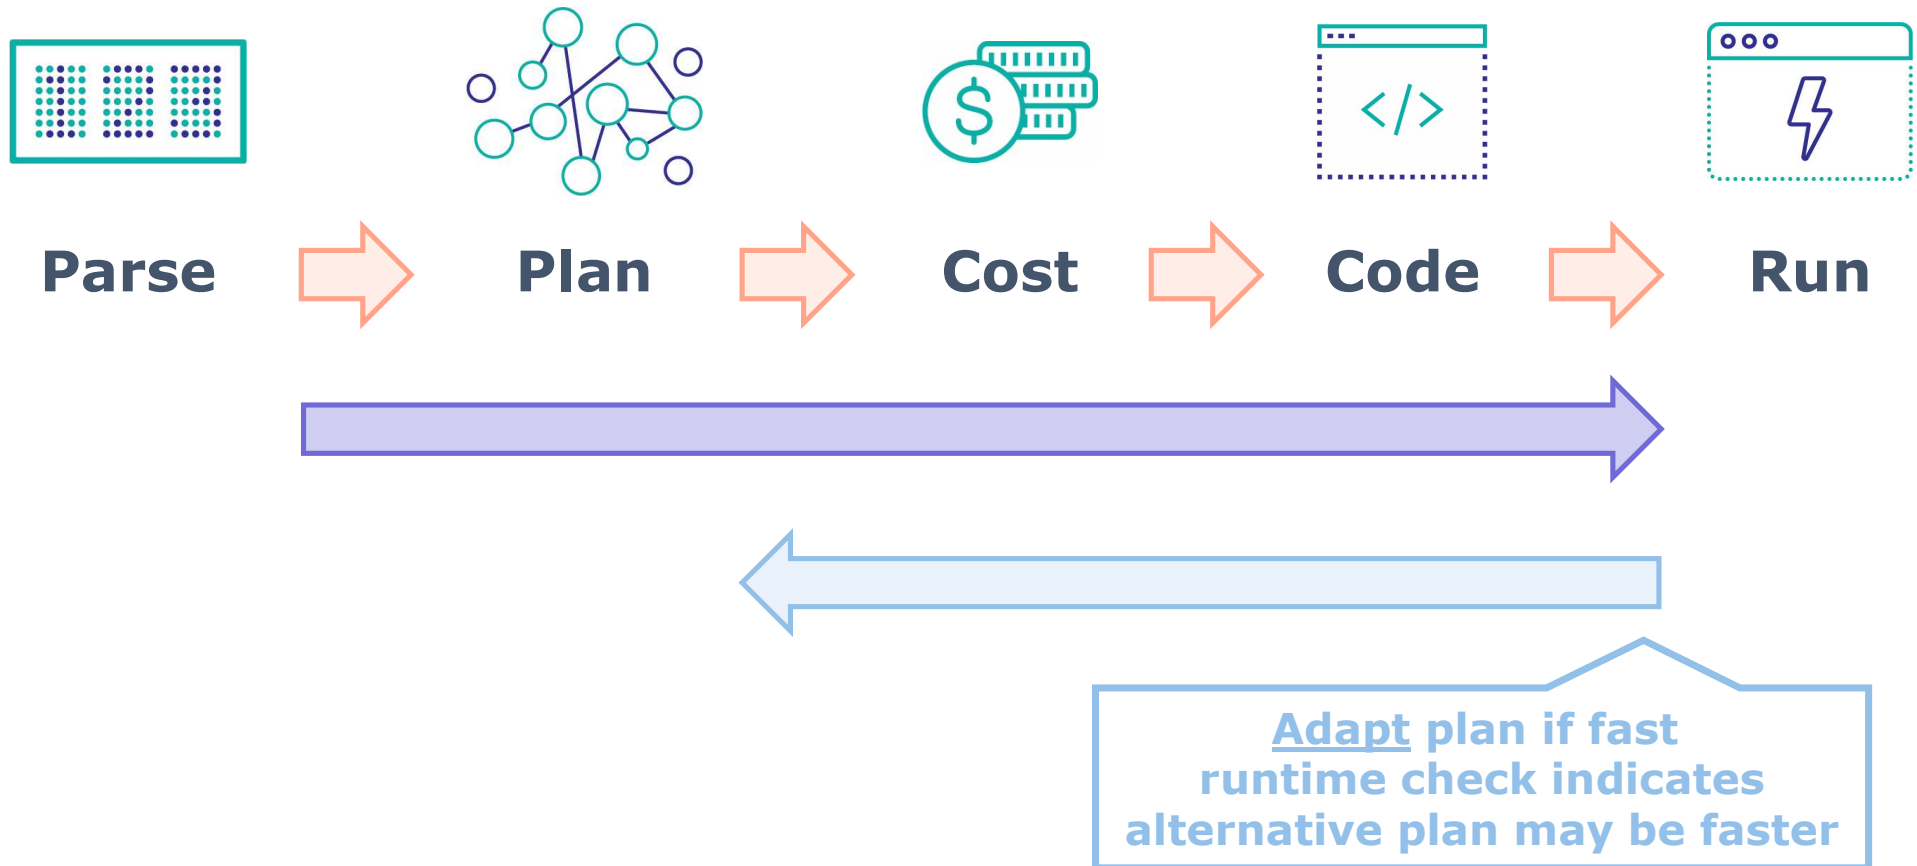 Parse
Plan
Cost
Code
Run
Adapt plan if fast
runtime check indicates
alternative plan may be faster